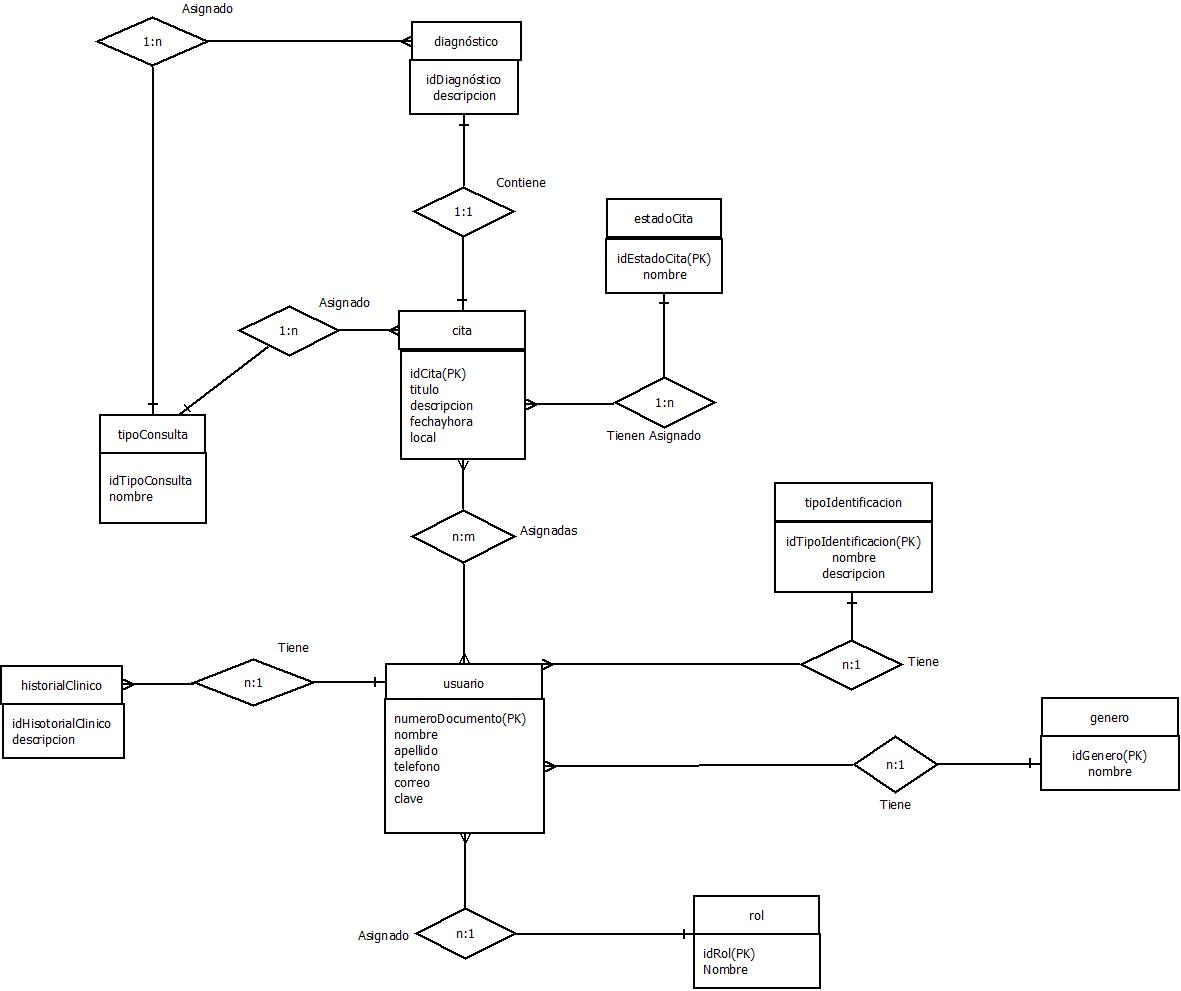 Asignado
1:n
diagnóstico
idDiagnóstico
descripcion
Contiene
1:1
estadoCita
idEstadoCita(PK)
nombre
Asignado
1:n
cita
idCita(PK)
titulo
descripcion
fechayhora
local
1:n
Tienen Asignado
tipoConsulta
idTipoConsulta
nombre
n:m
Asignadas
tipoIdentificacion
idTipoIdentificacion(PK)
nombre
descripcion
n:1
Tiene
Tiene
n:1
historialClinico
idHisotorialClinico
descripcion
usuario
numeroDocumento(PK)
nombre
apellido
telefono
correo
clave
genero
idGenero(PK)
nombre
n:1
Tiene
Asignado
n:1
rol
idRol(PK)
Nombre